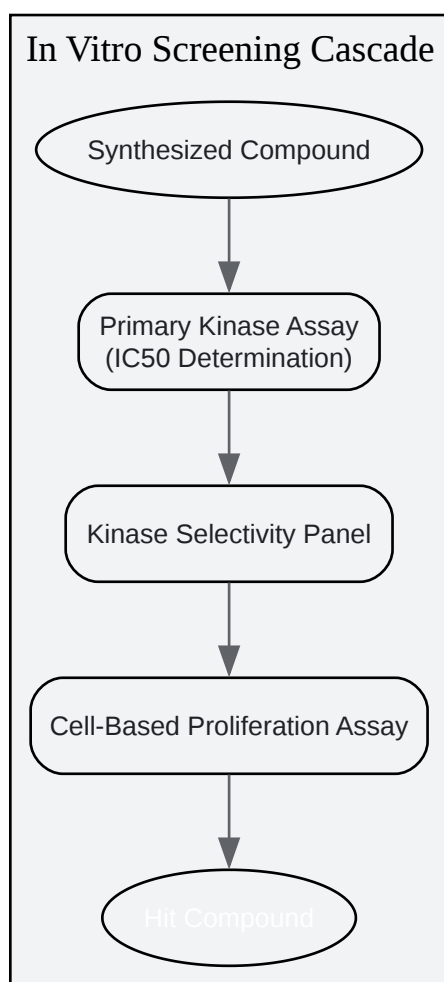 In Vitro Screening Cascade
Synthesized Compound
Primary Kinase Assay
(IC50 Determination)
Kinase Selectivity Panel
Cell-Based Proliferation Assay
Hit Compound